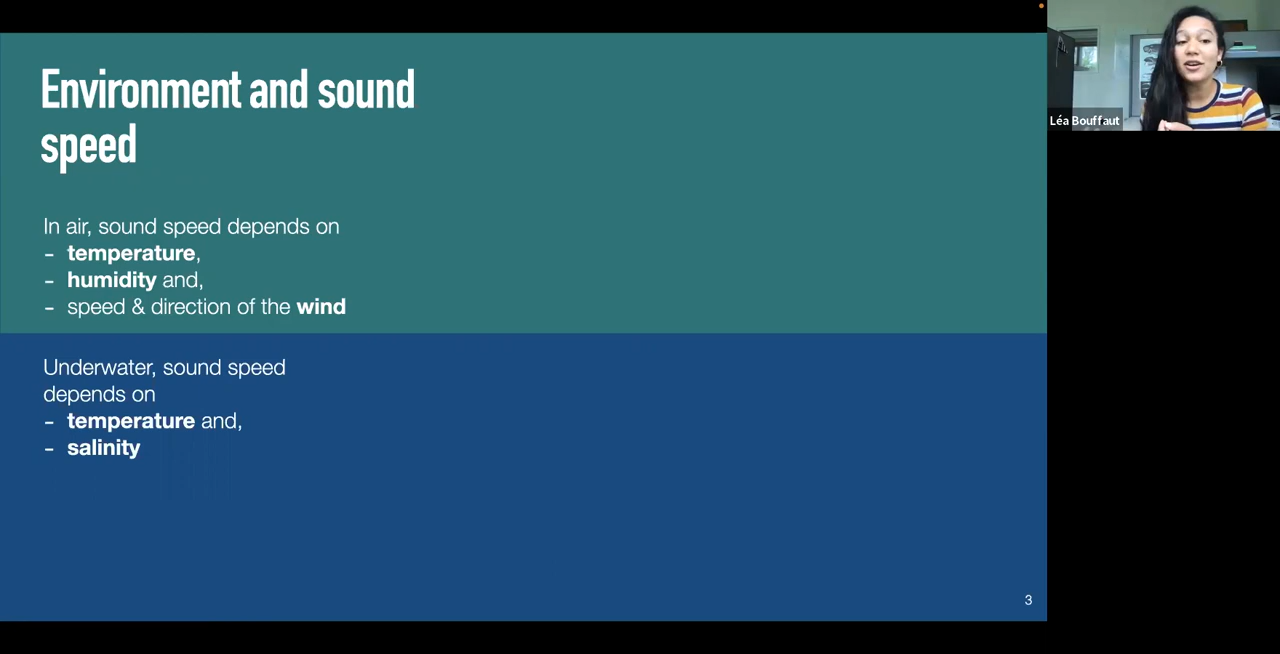 Environment and sound
speed
In air, sound speed depends on
- temperature,
- humidity and,
- speed & direction of the wind
Underwater, sound speed
depends on
- temperature and,
- salinity
3
Léa Bouffaut